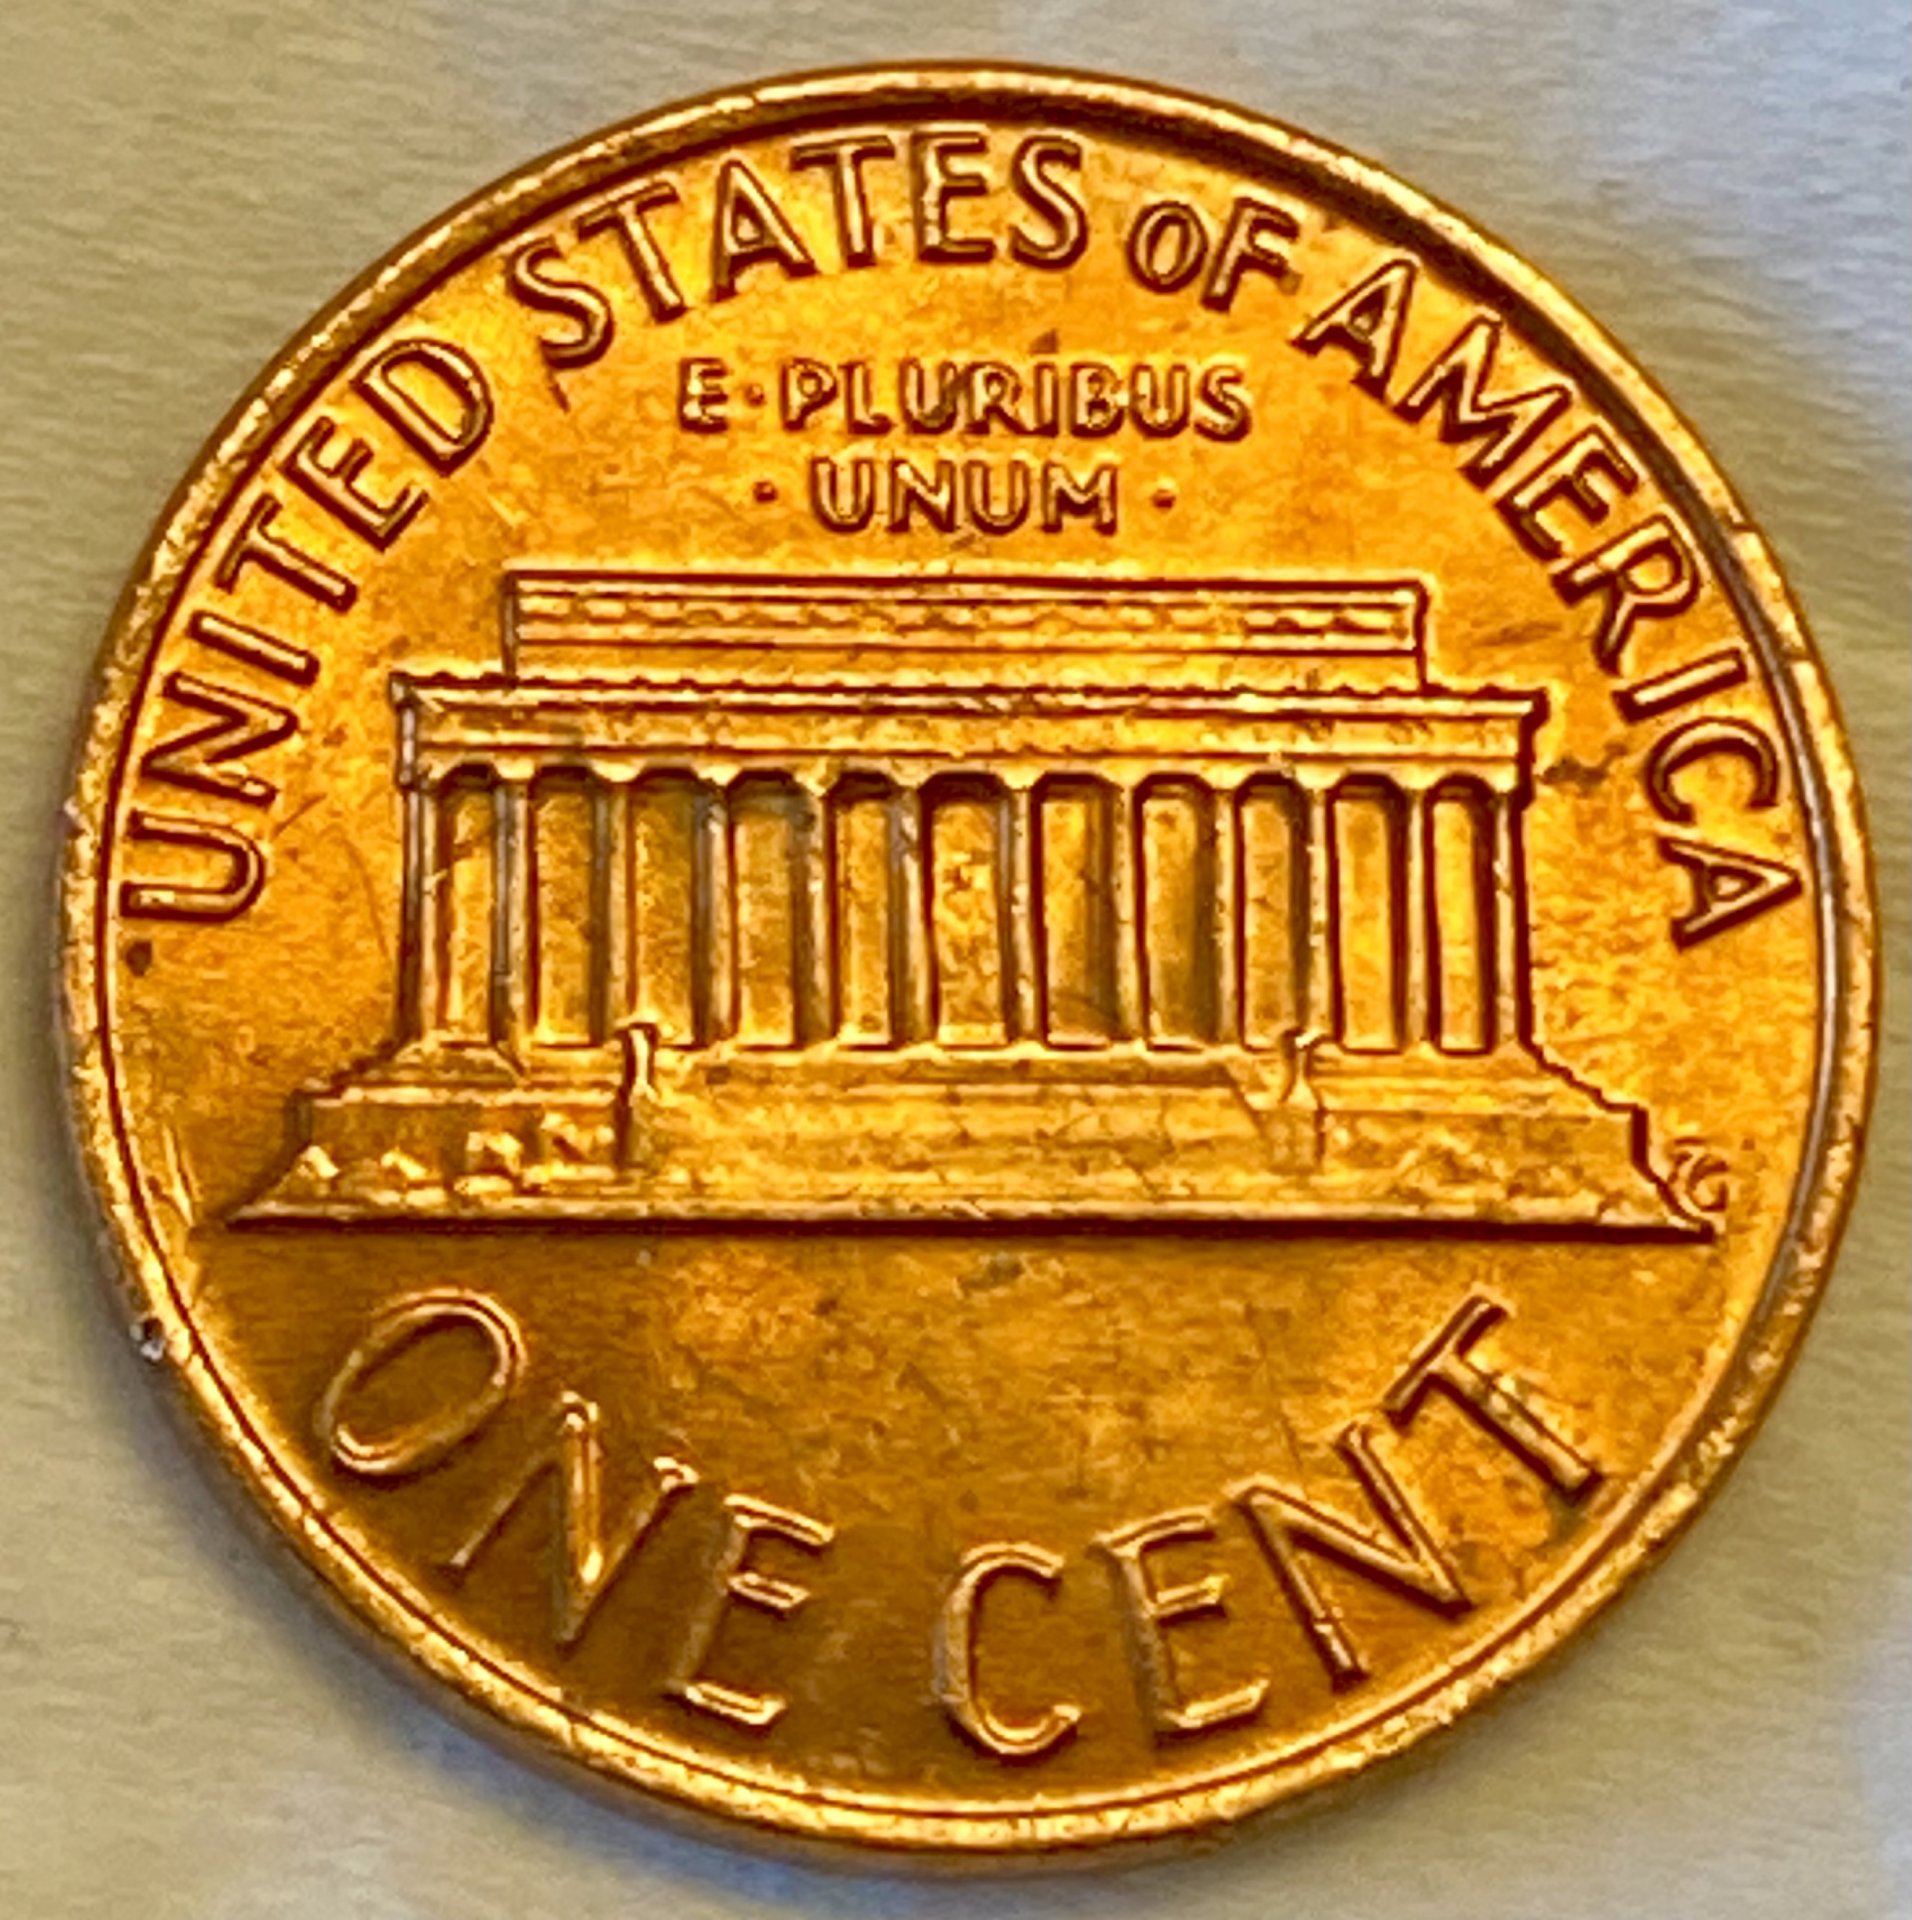 UNITED STATES OF AMERICA
E·PLURIBUS
·UNUM·
ONE CENT